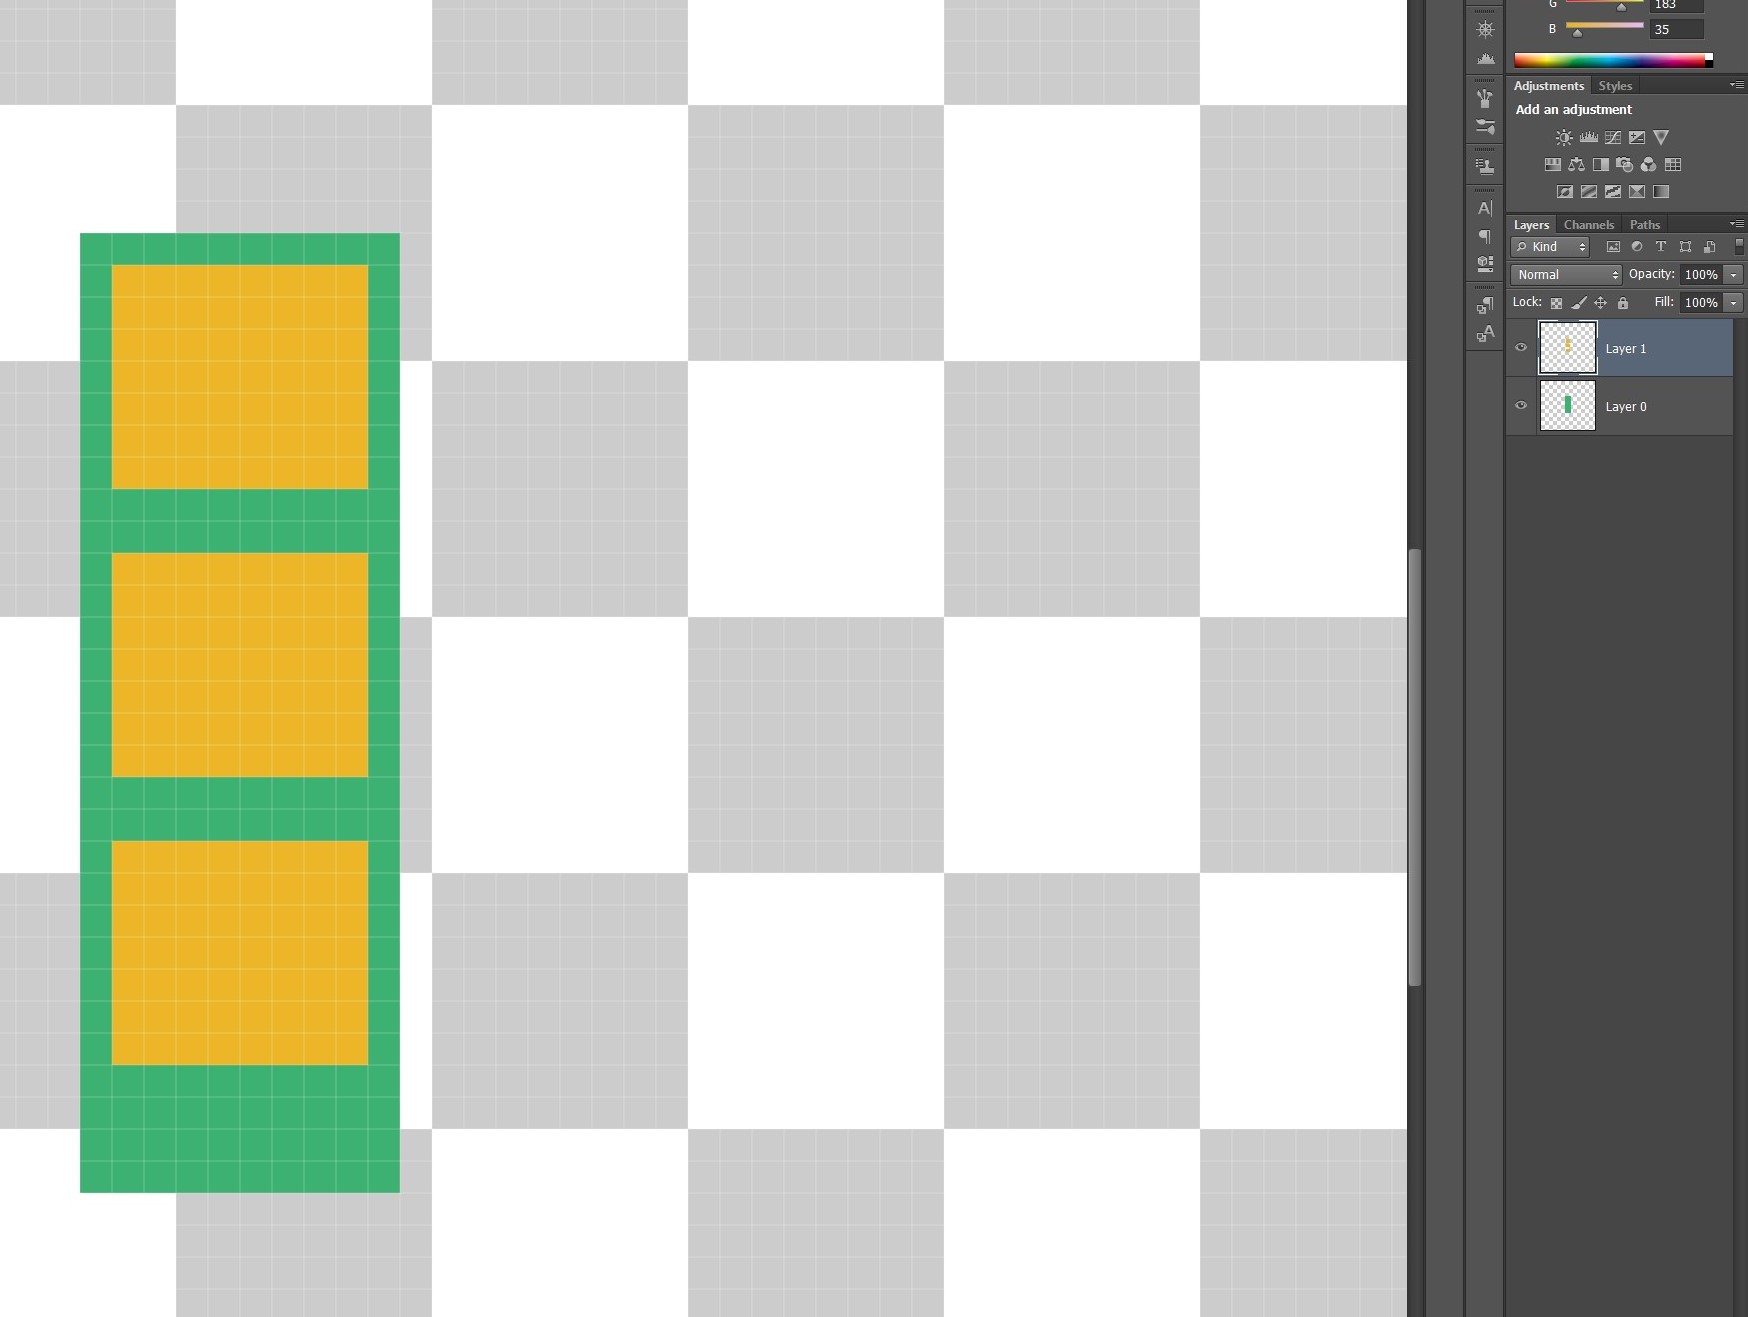 G 183
B 35
Adjustments Styles
Add an adjustment
Layers Channels Paths
Kind T
Normal Opacity: 100%
Lock: Fill: 100%
Layer 1
Layer 0
A|
¶
A